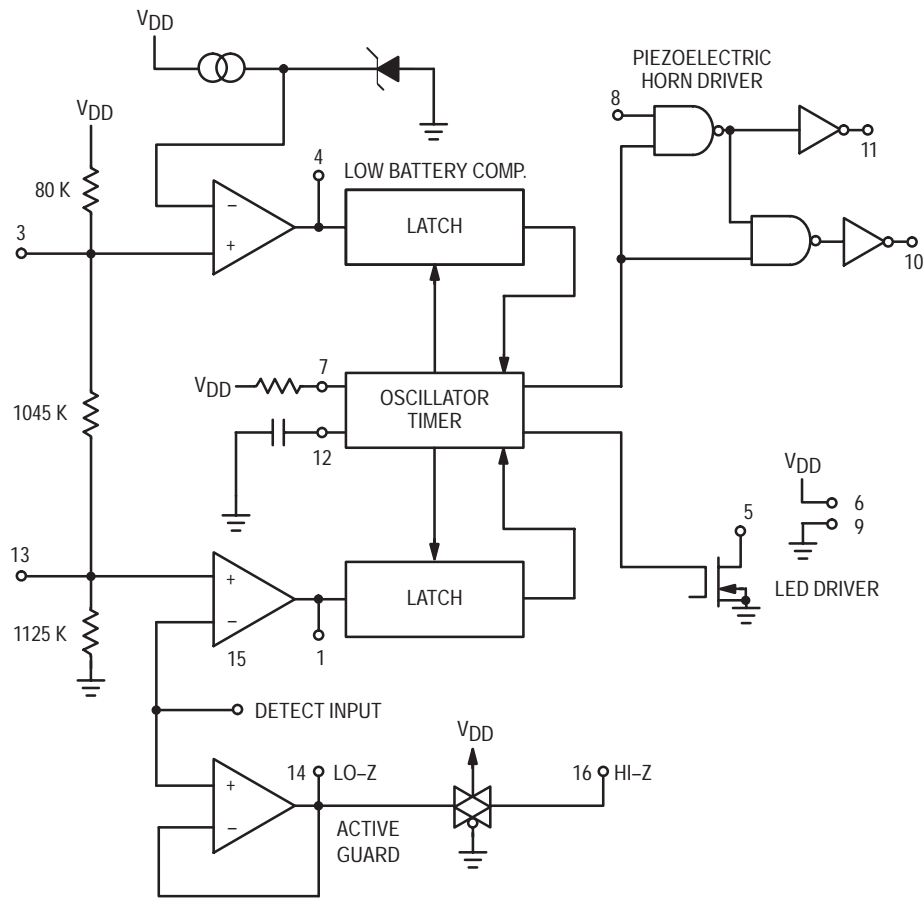 VDD
PIEZOELECTRIC
HORN DRIVER
8
11
VDD
4
LOW BATTERY COMP.
80 K
−
LATCH
3
+
10
7
VDD
OSCILLATOR
TIMER
1045 K
12
VDD
6
5
9
13
+
LATCH
LED DRIVER
−
1125 K
15
1
DETECT INPUT
VDD
14 LO–Z
16 HI–Z
+
−
ACTIVE
GUARD